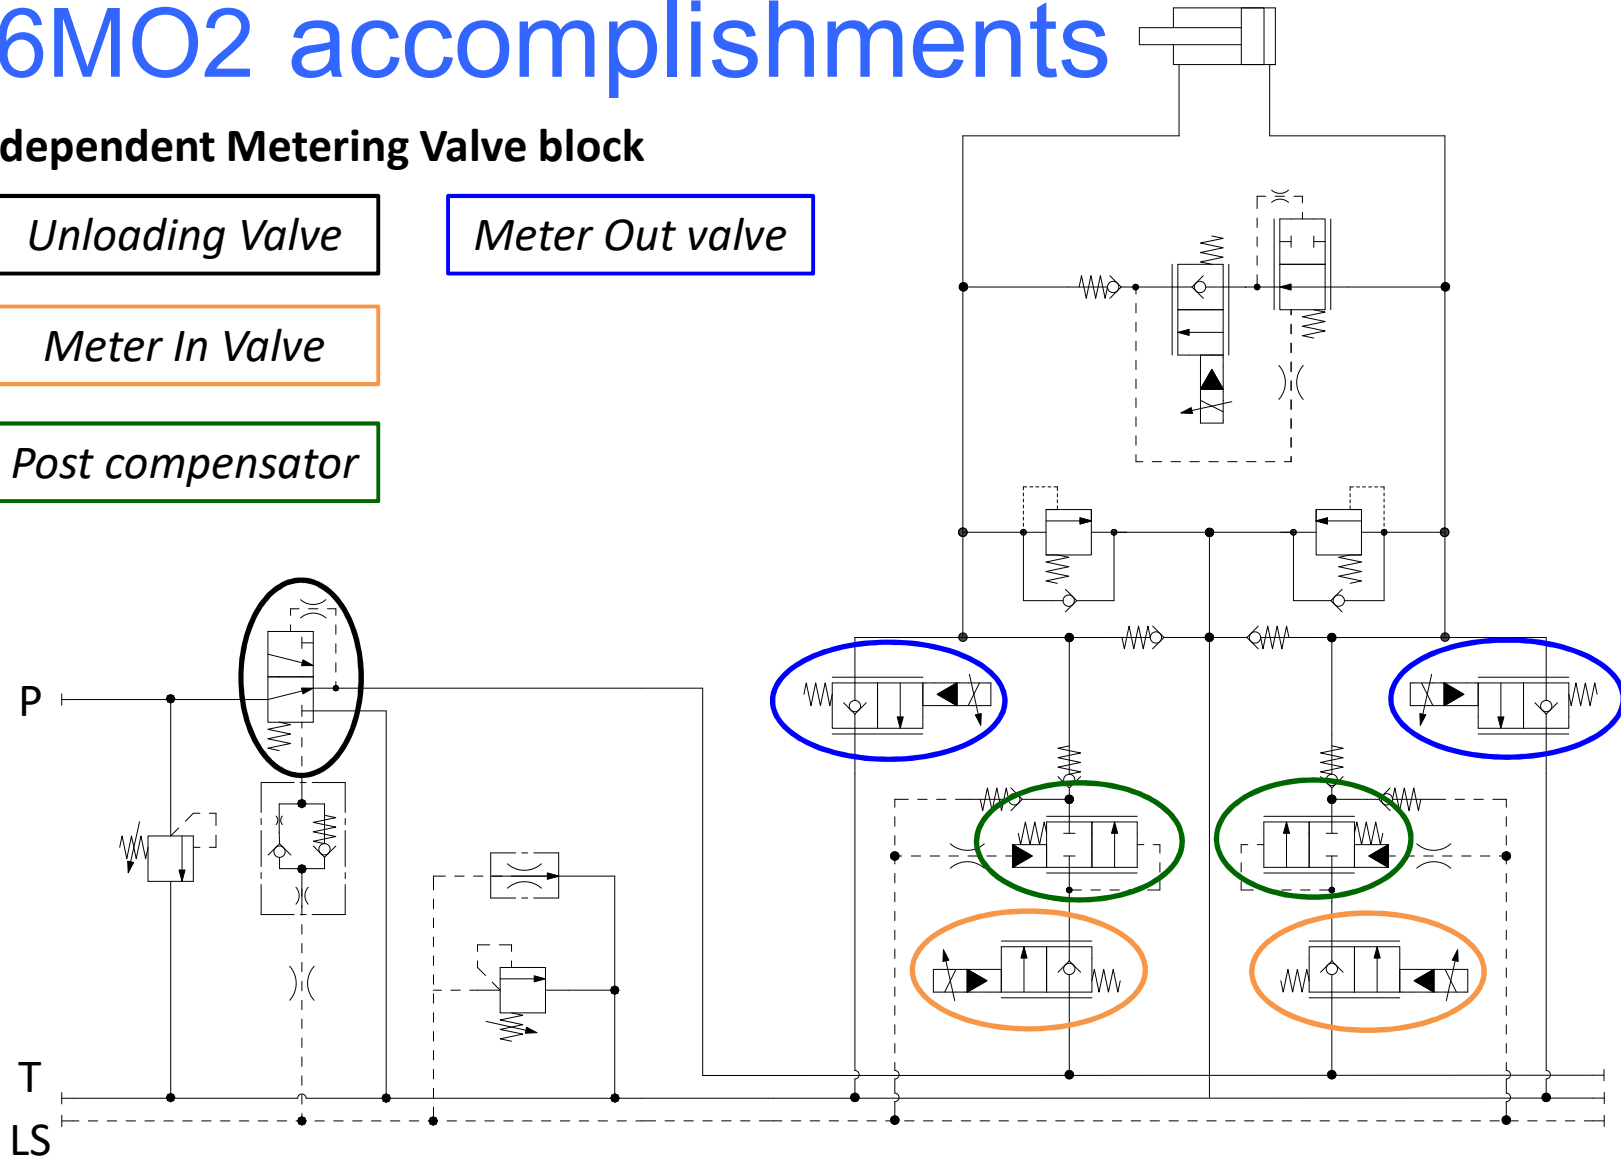 6MO2 accomplishments
dependent Metering Valve block
Unloading Valve
Meter Out valve
Meter In Valve
Post compensator
P
T
LS